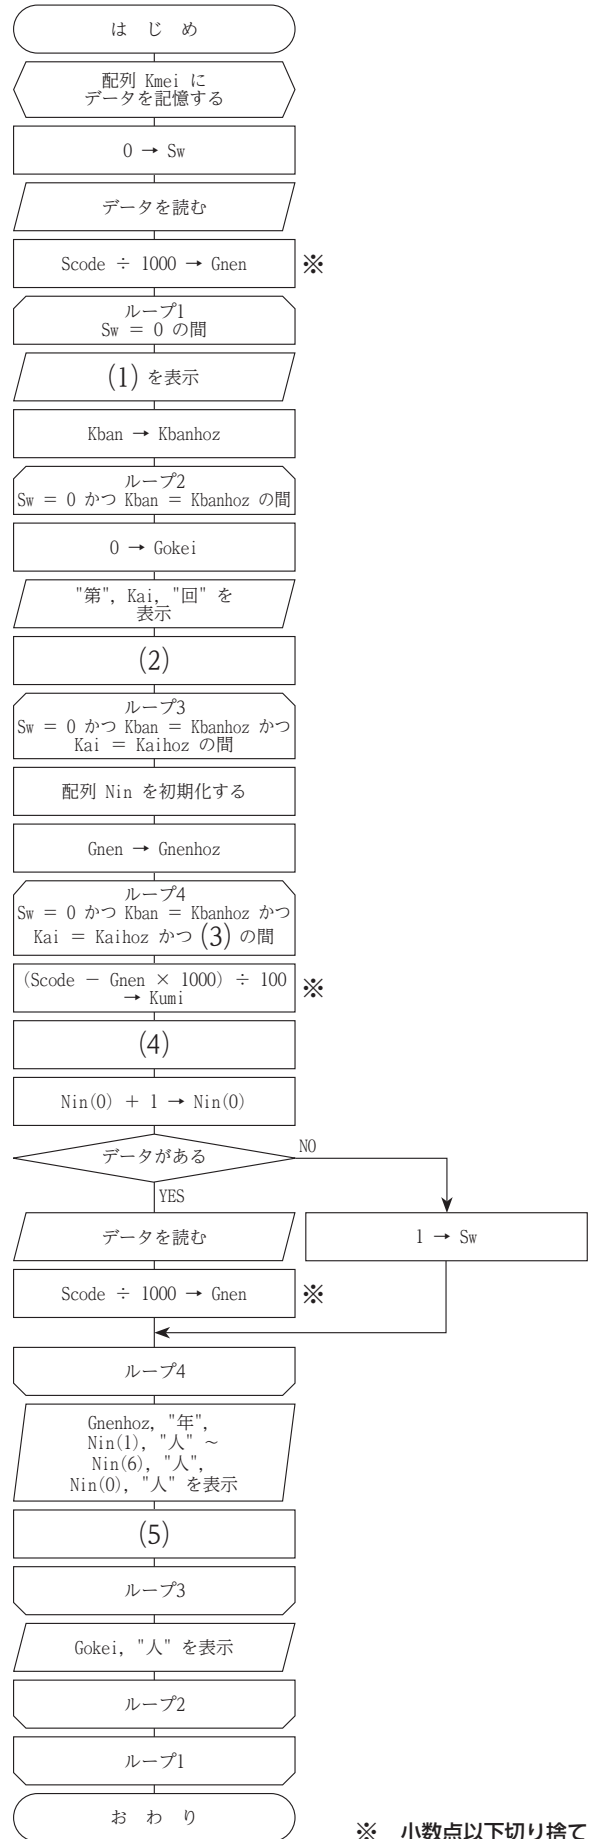 は じ め
配列 Kmei に
データを記憶する
0 → Sw
データを読む
Scode ÷ 1000 → Gnen ※
ループ1
Sw = 0 の間
(1) を表示
Kban → Kbanhoz
ループ2
Sw = 0 かつ Kban = Kbanhoz の間
0 → Gokei
"第", Kai, "回" を
表示
(2)
ループ3
Sw = 0 かつ Kban = Kbanhoz かつ
Kai = Kaihoz の間
配列 Nin を初期化する
Gnen → Gnenhoz
ループ4
Sw = 0 かつ Kban = Kbanhoz かつ
Kai = Kaihoz かつ (3) の間
(Scode － Gnen × 1000) ÷ 100
→ Kumi ※
(4)
Nin(0) + 1 → Nin(0)
データがある
NO
YES
データを読む
1 → Sw
Scode ÷ 1000 → Gnen ※
ループ4
Gnenhoz, "年",
Nin(1), "人" ～
Nin(6), "人",
Nin(0), "人" を表示
(5)
ループ3
Gokei, "人" を表示
ループ2
ループ1
お わ り
※ 小数点以下切り捨て